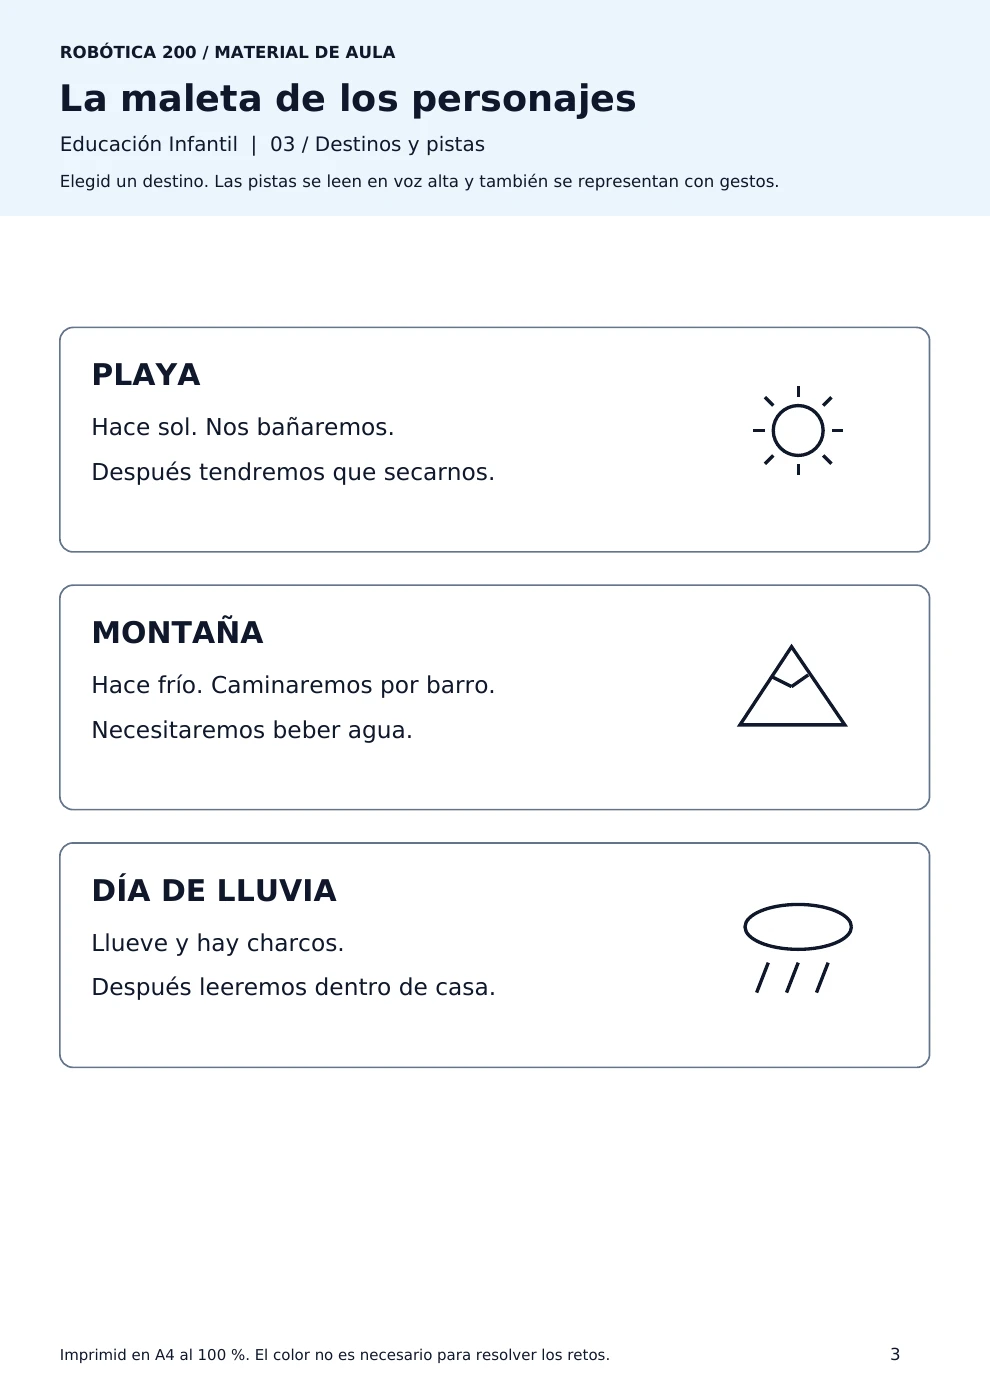 ROBÓTICA 200 / MATERIAL DE AULA
La maleta de los personajes
Educación Infantil | 03 / Destinos y pistas
Elegid un destino. Las pistas se leen en voz alta y también se representan con gestos.
PLAYA
Hace sol. Nos bañaremos.
Después tendremos que secarnos.
MONTAÑA
Hace frío. Caminaremos por barro.
Necesitaremos beber agua.
DÍA DE LLUVIA
Llueve y hay charcos.
Después leeremos dentro de casa.
Imprimid en A4 al 100 %. El color no es necesario para resolver los retos.
3